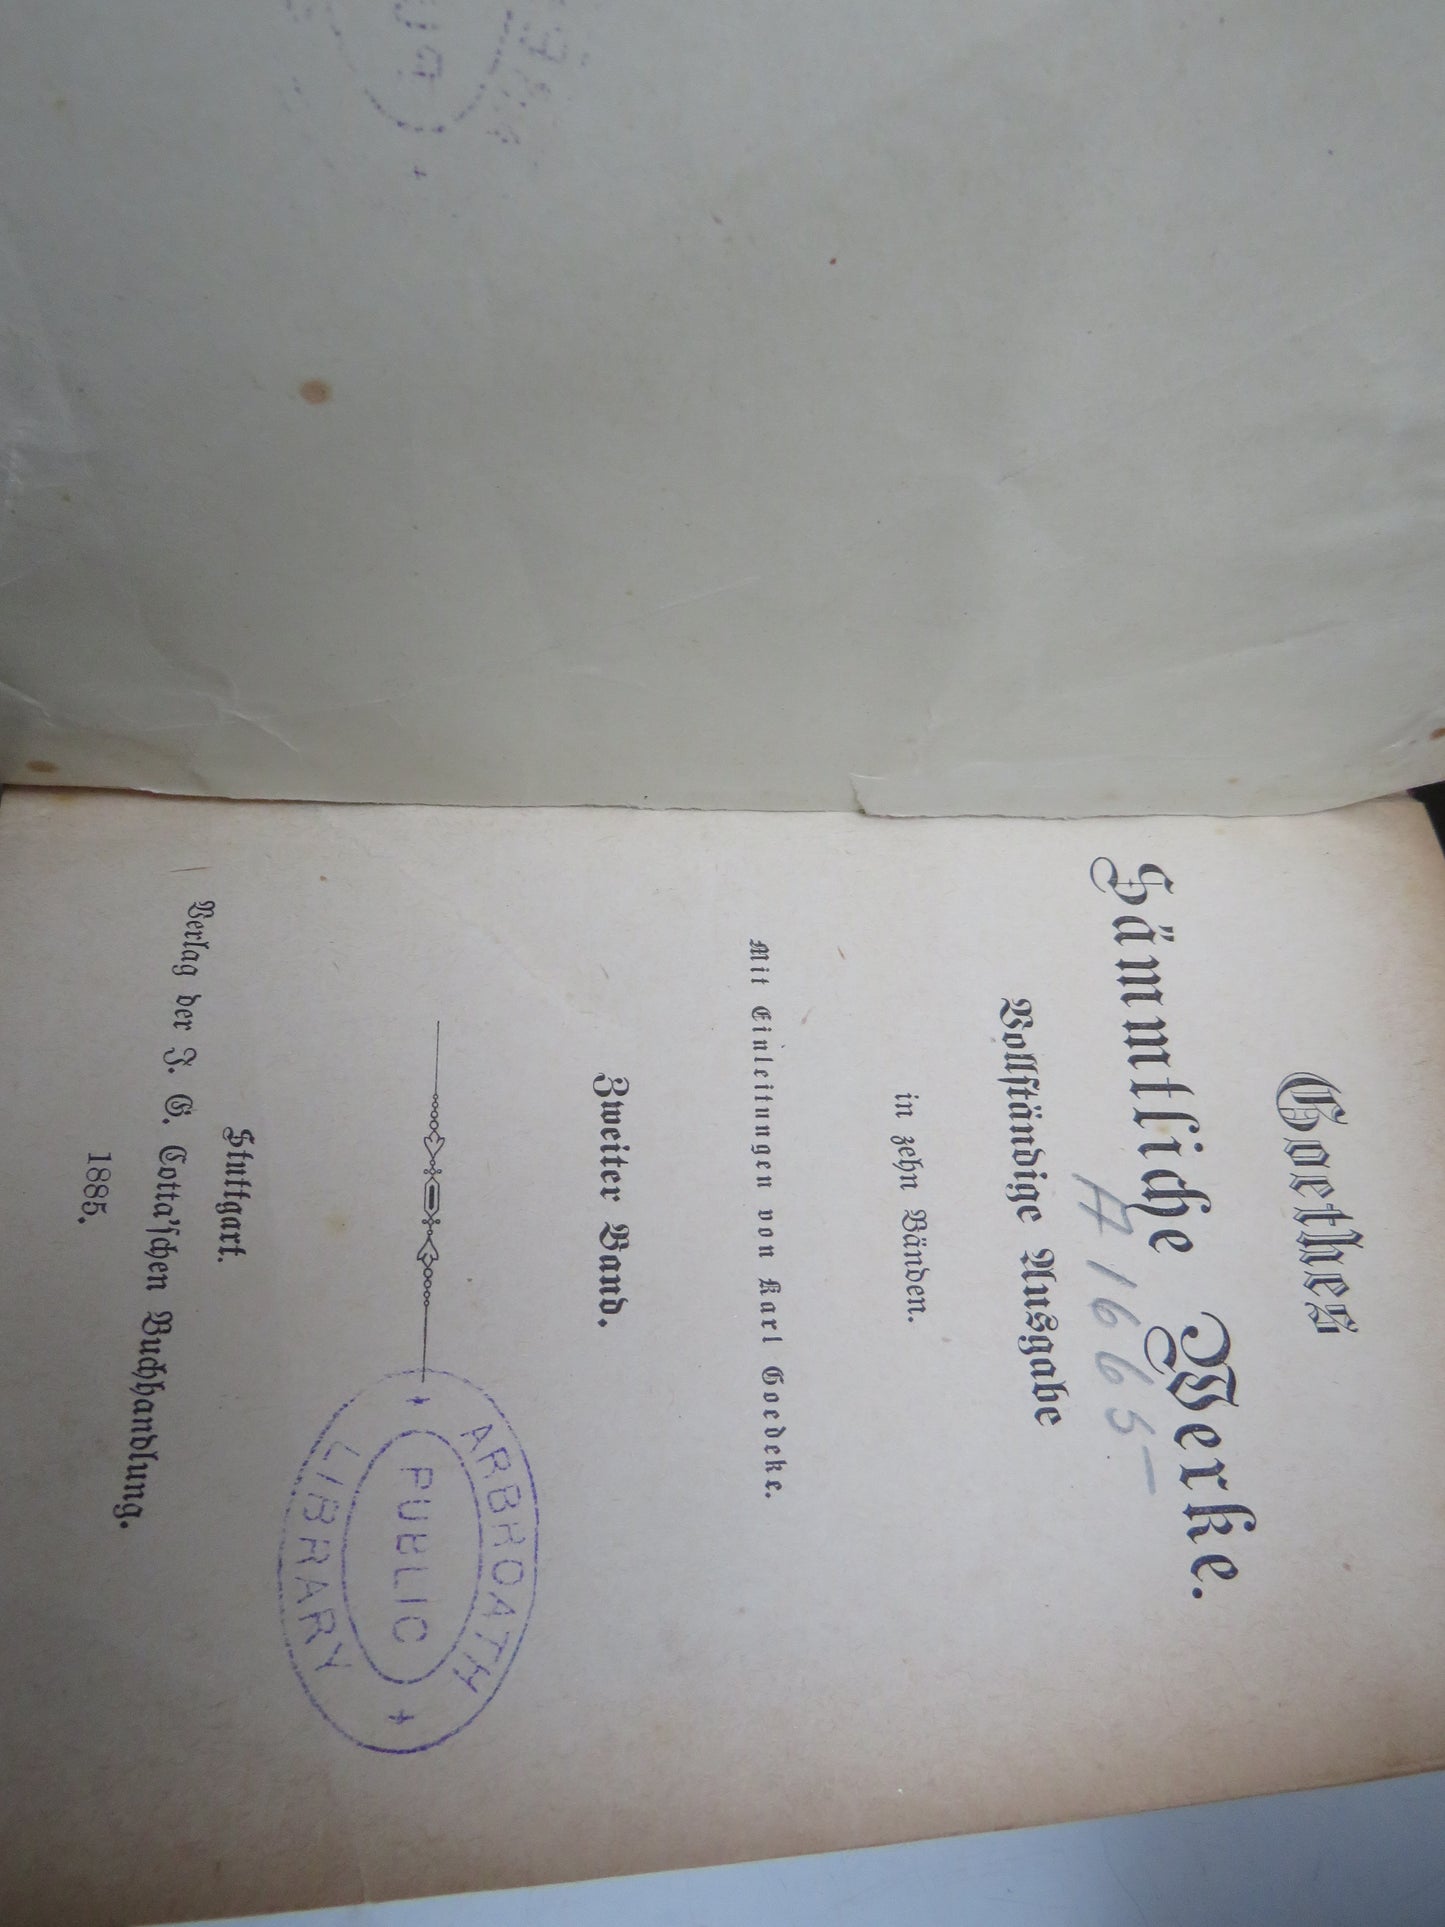 Goethes
Sämmtliche Werke.
A 1665-
Vollständige Ausgabe
in zehn Bänden.
Mit Einleitungen von Karl Goedeke.
Zweiter Band.
ARBROATH
PUBLIC
LIBRARY
Stuttgart.
Verlag der J. G. Cotta'schen Buchhandlung.
1885.